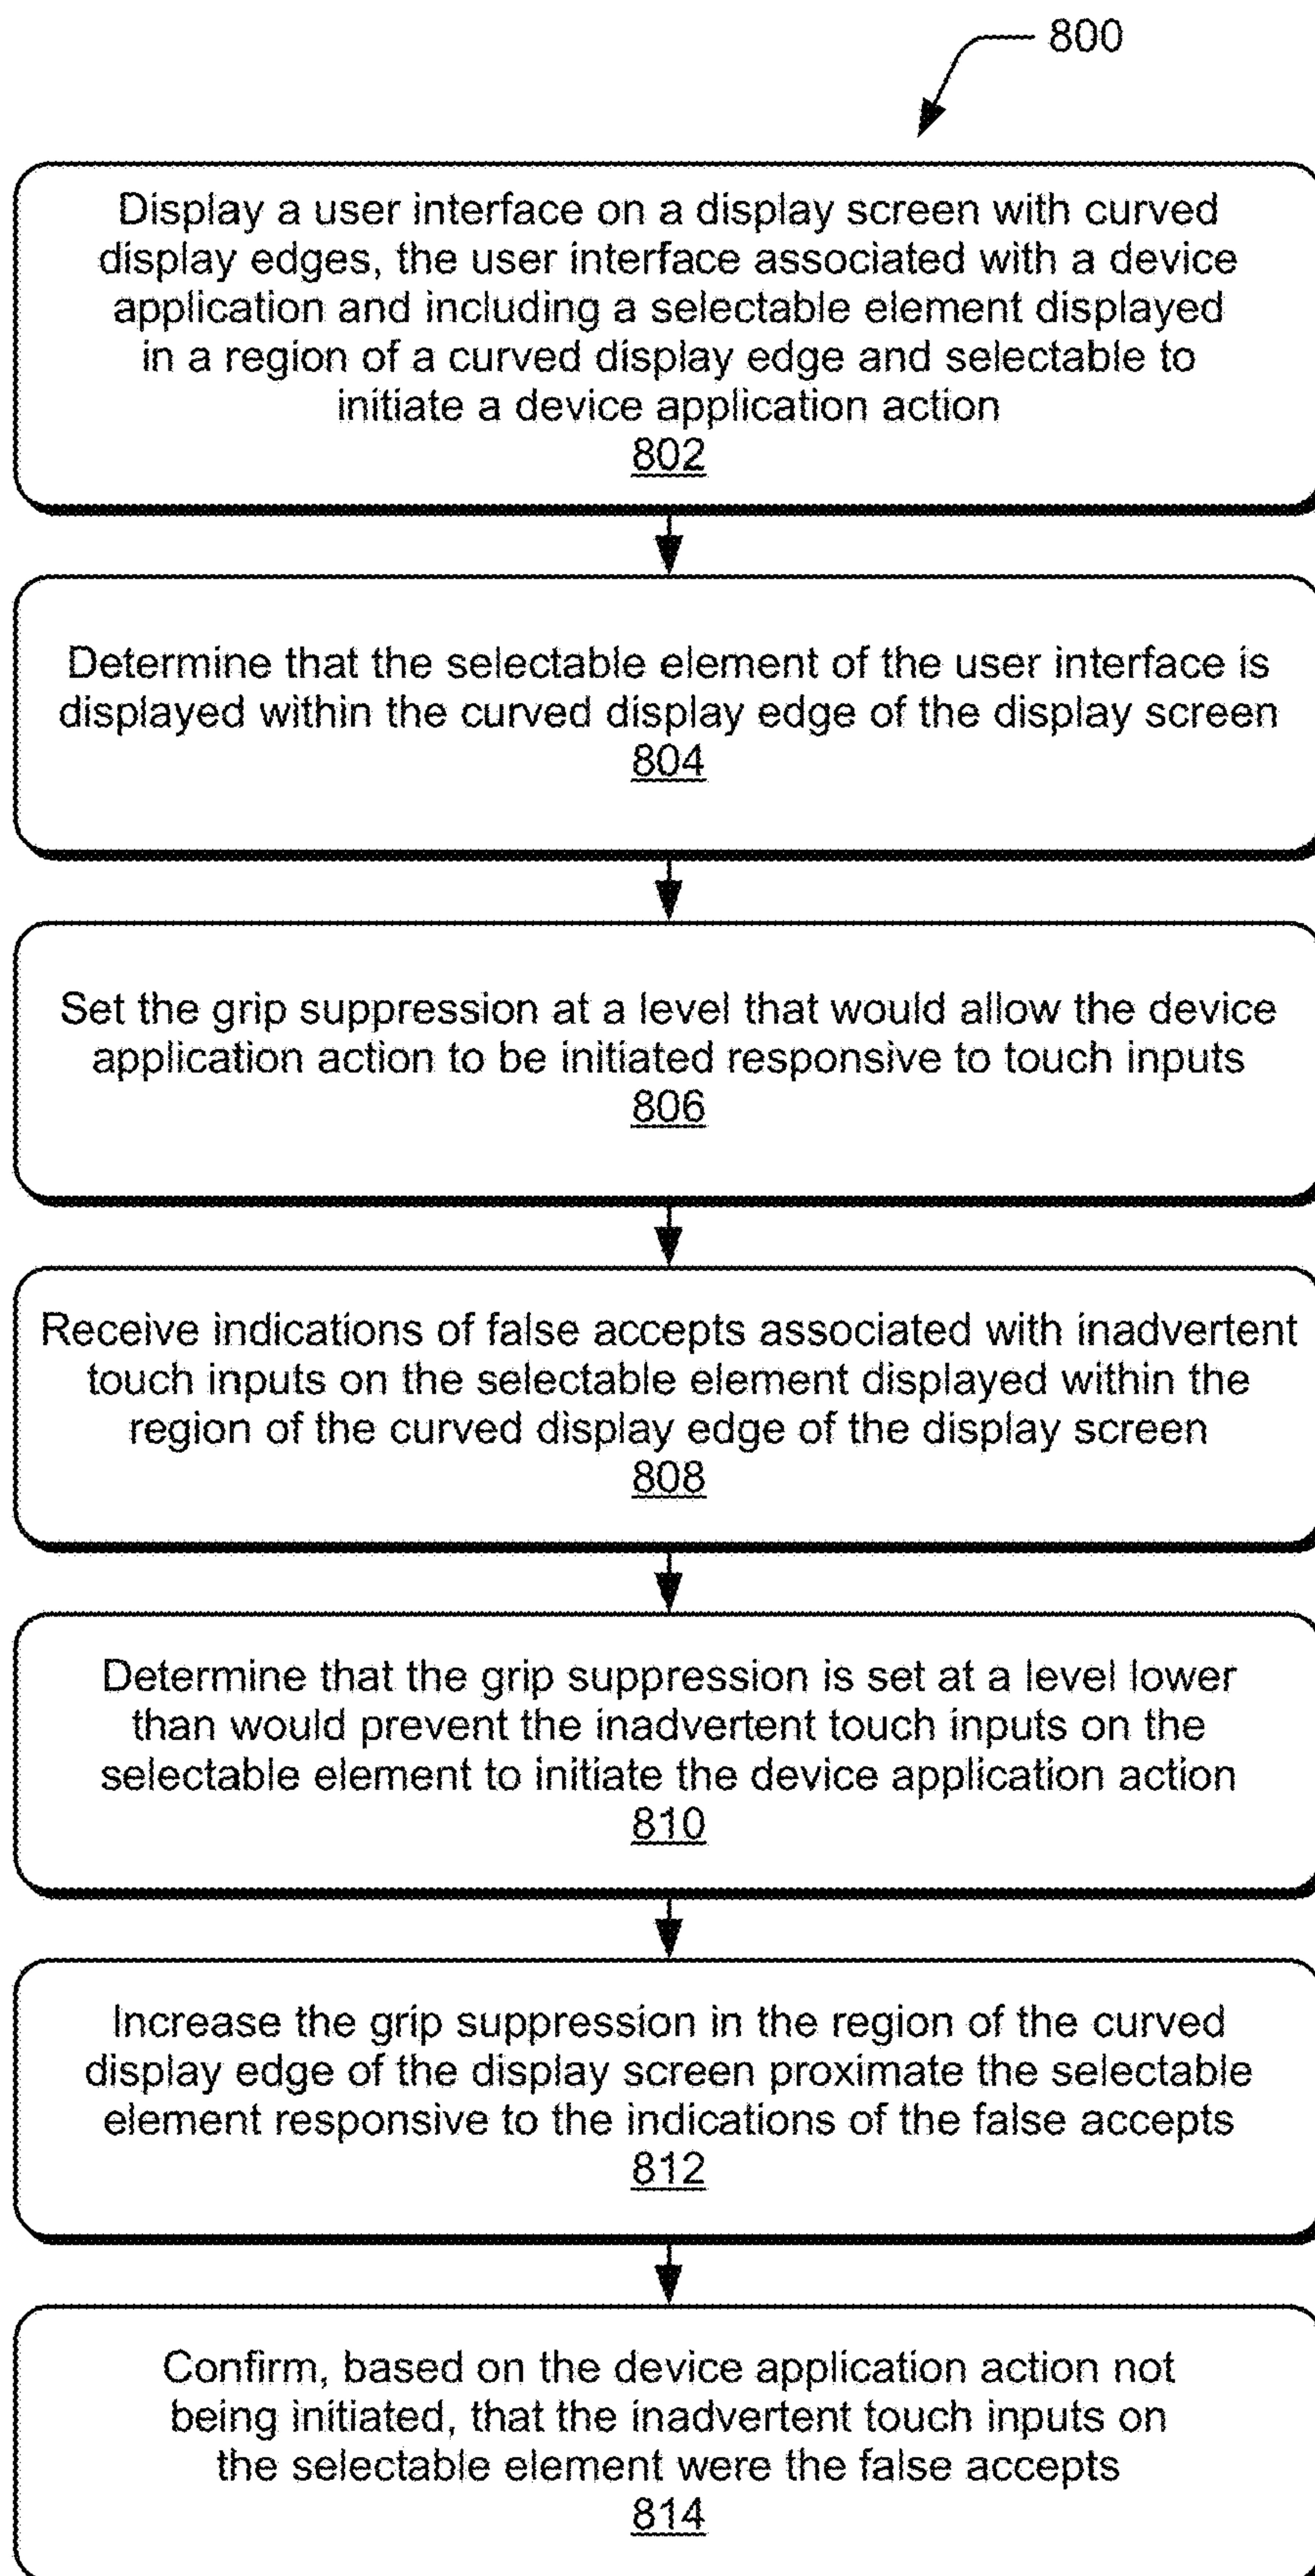 800
Display a user interface on a display screen with curved
display edges, the user interface associated with a device
application and including a selectable element displayed
in a region of a curved display edge and selectable to
initiate a device application action
802
Determine that the selectable element of the user interface is
displayed within the curved display edge of the display screen
804
Set the grip suppression at a level that would allow the device
application action to be initiated responsive to touch inputs
806
Receive indications of false accepts associated with inadvertent
touch inputs on the selectable element displayed within the
region of the curved display edge of the display screen
808
Determine that the grip suppression is set at a level lower
than would prevent the inadvertent touch inputs on the
selectable element to initiate the device application action
810
Increase the grip suppression in the region of the curved
display edge of the display screen proximate the selectable
element responsive to the indications of the false accepts
812
Confirm, based on the device application action not
being initiated, that the inadvertent touch inputs on
the selectable element were the false accepts
814